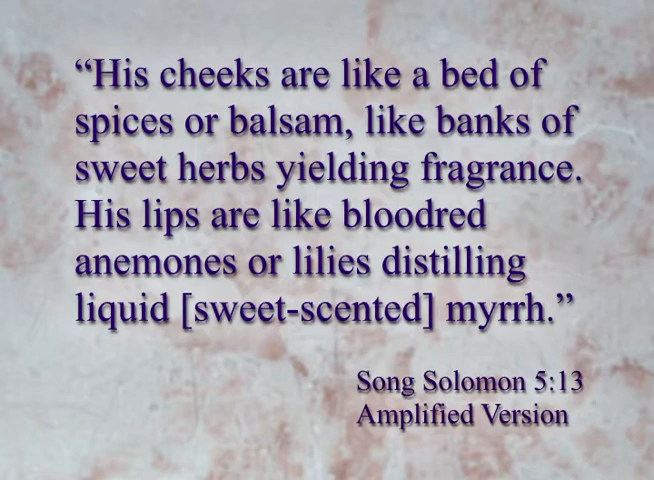 “His cheeks are like a bed of
spices or balsam, like banks of
sweet herbs yielding fragrance.
His lips are like bloodred
anemones or lilies distilling
liquid [sweet-scented] myrrh.”
Song Solomon 5:13
Amplified Version